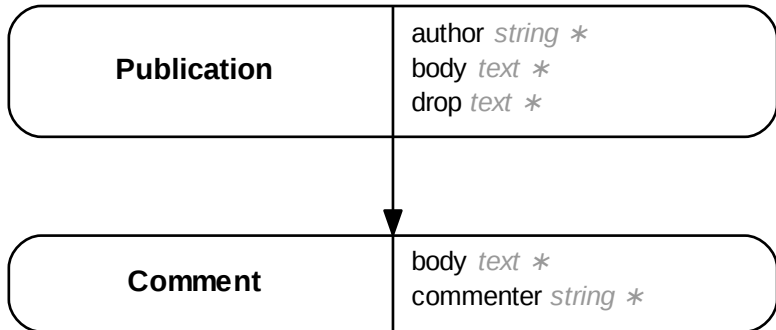 Publication
author string ∗
body text ∗
drop text ∗
Comment
body text ∗
commenter string ∗